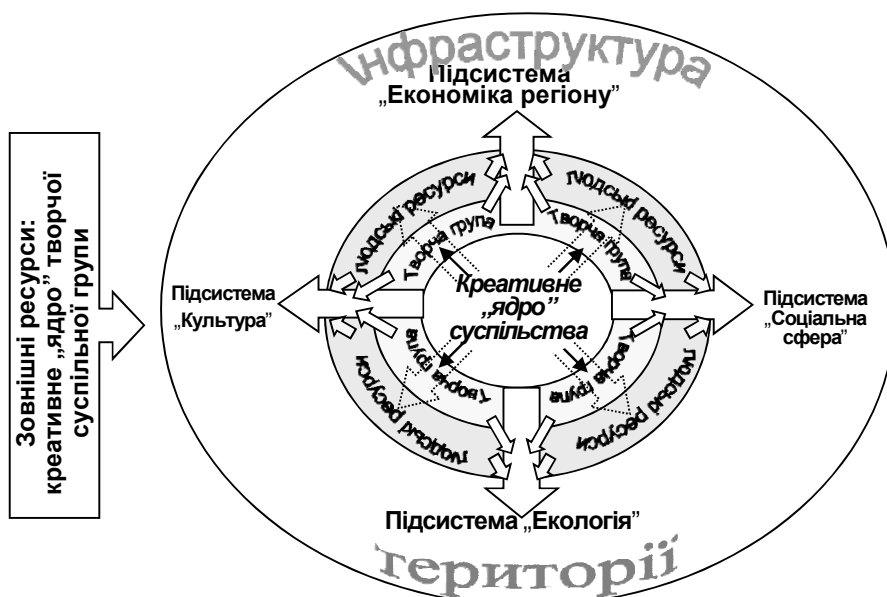 Інфраструктура
Підсистема
„Економіка регіону”
Зовнішні ресурси:
креативне „ядро” творчої
суспільної групи
людські ресурси
людські ресурси
Творча група
Творча група
Підсистема
„Культура”
Креативне
„ядро”
суспільства
Підсистема
„Соціальна
сфера”
Творча група
Творча група
людські ресурси
людські ресурси
Підсистема „Екологія”
території